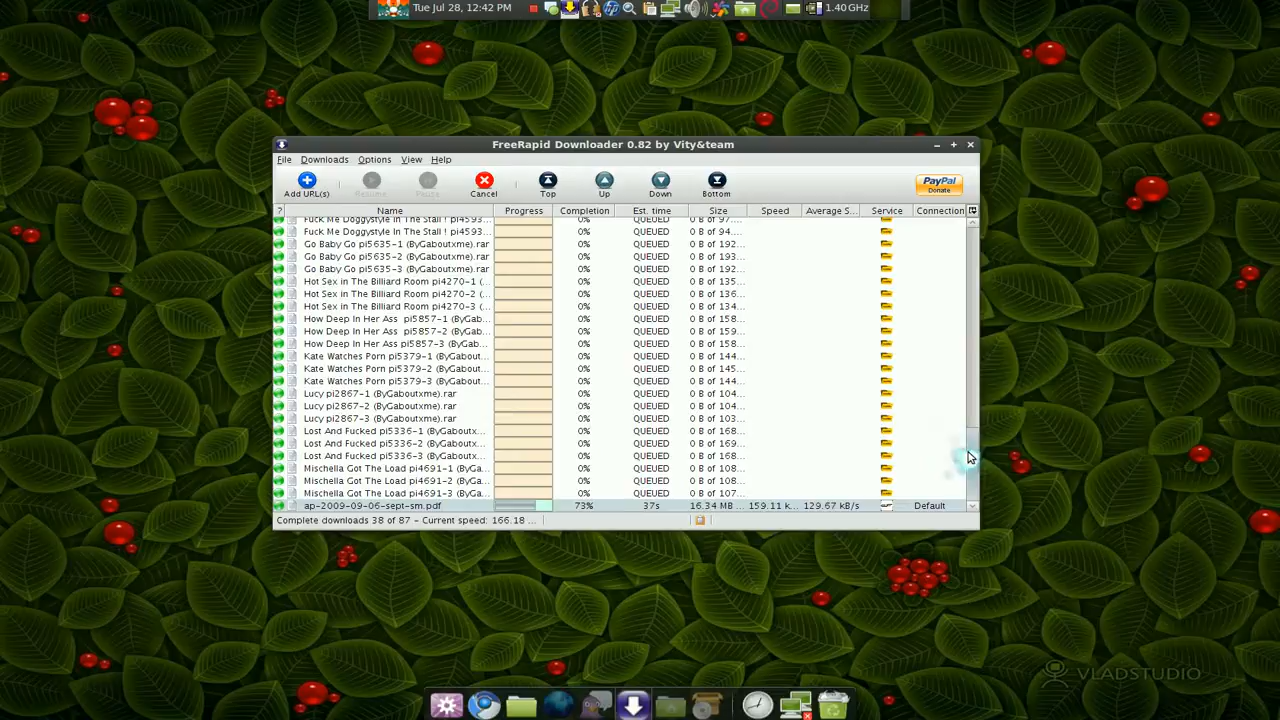 Tue Jul 28, 12:42 PM 1.40 GHz
FreeRapid Downloader 0.82 by Vity&team
File Downloads Options View Help
Add URL(s) Resume Pause Cancel Top Up Down Bottom PayPal Donate
? Name Progress Completion Est. time Size Speed Average S... Service Connection
Fuck Me Doggystyle In The Stall ! pi4593... 0% QUEUED 0 B of 97...
Fuck Me Doggystyle In The Stall ! pi4593... 0% QUEUED 0 B of 94...
Go Baby Go pi5635-1 (ByGaboutxme).rar 0% QUEUED 0 B of 192...
Go Baby Go pi5635-2 (ByGaboutxme).rar 0% QUEUED 0 B of 193...
Go Baby Go pi5635-3 (ByGaboutxme).rar 0% QUEUED 0 B of 192...
Hot Sex in The Billiard Room pi4270-1 (... 0% QUEUED 0 B of 135...
Hot Sex in The Billiard Room pi4270-2 (... 0% QUEUED 0 B of 136...
Hot Sex in The Billiard Room pi4270-3 (... 0% QUEUED 0 B of 134...
How Deep In Her Ass pi5857-1 (ByGab... 0% QUEUED 0 B of 158...
How Deep In Her Ass pi5857-2 (ByGab... 0% QUEUED 0 B of 159...
How Deep In Her Ass pi5857-3 (ByGab... 0% QUEUED 0 B of 158...
Kate Watches Porn pi5379-1 (ByGabout... 0% QUEUED 0 B of 144...
Kate Watches Porn pi5379-2 (ByGabout... 0% QUEUED 0 B of 145...
Kate Watches Porn pi5379-3 (ByGabout... 0% QUEUED 0 B of 144...
Lucy pi2867-1 (ByGaboutxme).rar 0% QUEUED 0 B of 104...
Lucy pi2867-2 (ByGaboutxme).rar 0% QUEUED 0 B of 104...
Lucy pi2867-3 (ByGaboutxme).rar 0% QUEUED 0 B of 103...
Lost And Fucked pi5336-1 (ByGaboutx... 0% QUEUED 0 B of 168...
Lost And Fucked pi5336-2 (ByGaboutx... 0% QUEUED 0 B of 169...
Lost And Fucked pi5336-3 (ByGaboutx... 0% QUEUED 0 B of 168...
Mischella Got The Load pi4691-1 (ByGa... 0% QUEUED 0 B of 108...
Mischella Got The Load pi4691-2 (ByGa... 0% QUEUED 0 B of 108...
Mischella Got The Load pi4691-3 (ByGa... 0% QUEUED 0 B of 107...
ap-2009-09-06-sept-sm.pdf 73% 37s 16.34 MB ... 159.11 k... 129.67 kB/s Default
Complete downloads 38 of 87 - Current speed: 166.18 ...
VLADSTUDIO